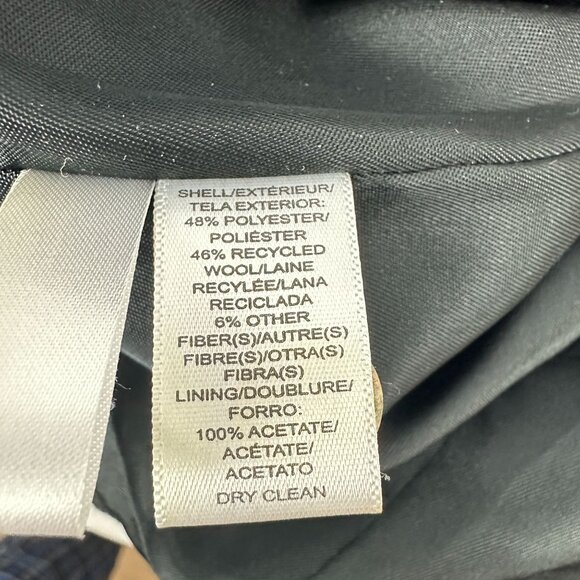 SHELL/EXTÉRIEUR/
TELA EXTERIOR:
48% POLYESTER/
POLIÉSTER
46% RECYCLED
WOOL/LAINE
RECYLÉE/LANA
RECICLADA
6% OTHER
FIBER(S)/AUTRE(S)
FIBRE(S)/OTRA(S)
FIBRA(S)
LINING/DOUBLURE/
FORRO:
100% ACETATE/
ACÉTATE/
ACETATO
DRY CLEAN